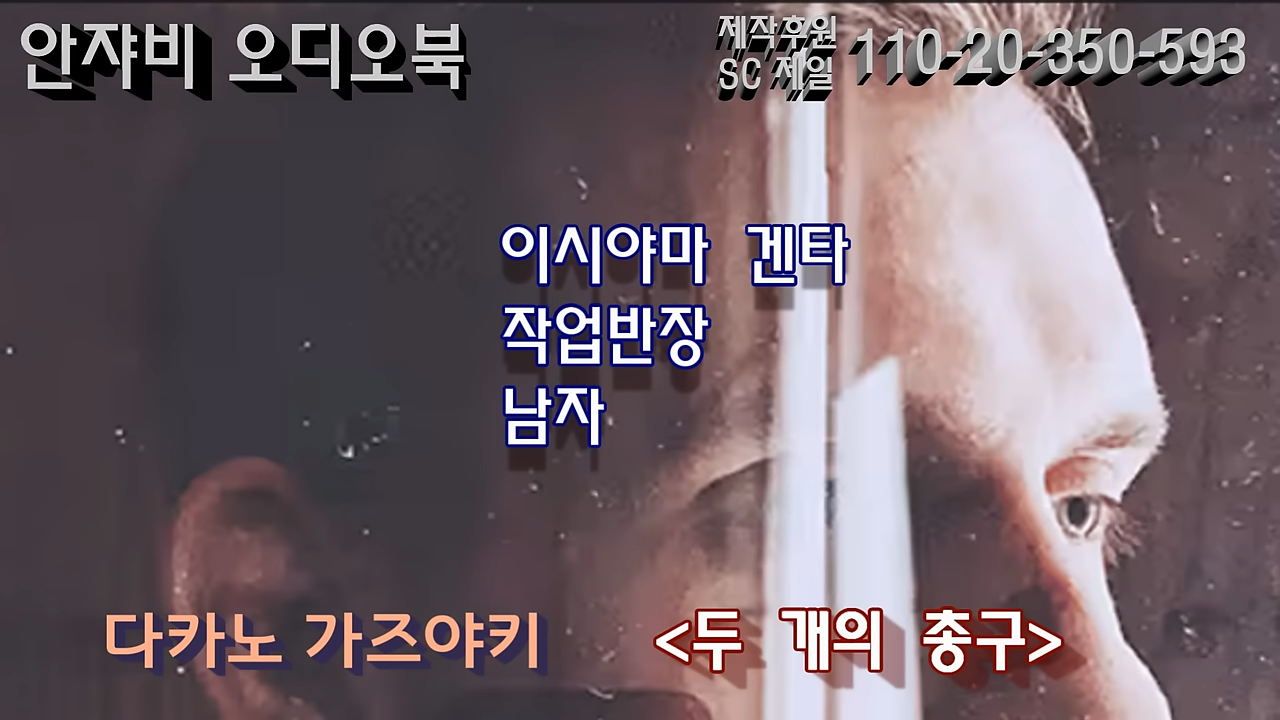 안쟈비 오디오북
제작후원
SC 제일
110-20-350-593
이시야마 겐타
작업반장
남자
다카노 가즈야키
<두 개의 총구>